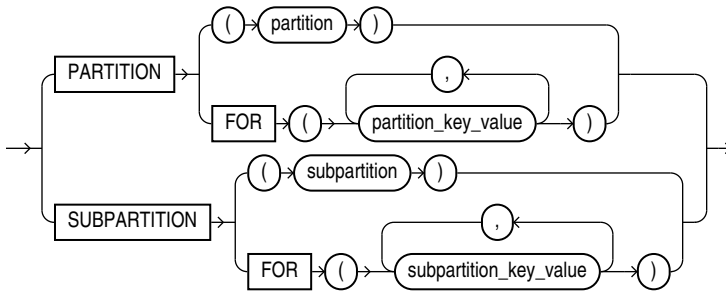 ( partition )
PARTITION
,
FOR ( partition_key_value )
( subpartition )
SUBPARTITION
,
FOR ( subpartition_key_value )